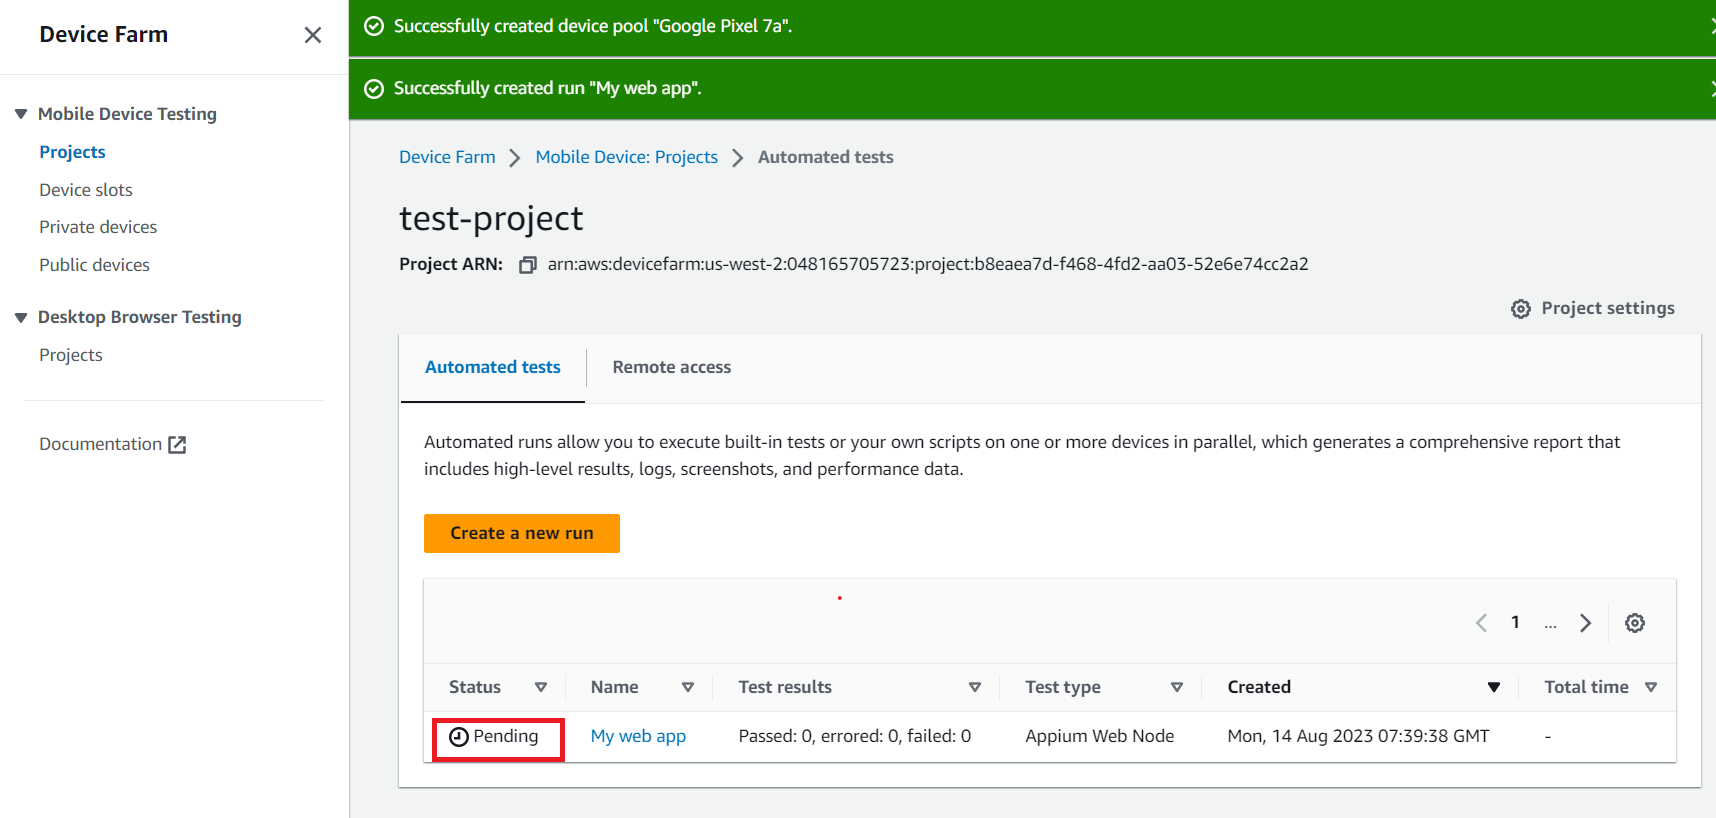 Device Farm
Mobile Device Testing
Projects
Device slots
Private devices
Public devices
Desktop Browser Testing
Projects
Documentation
Successfully created device pool "Google Pixel 7a".
Successfully created run "My web app".
Device Farm Mobile Device: Projects Automated tests
test-project
Project ARN: arn:aws:devicefarm:us-west-2:048165705723:project:b8eaea7d-f468-4fd2-aa03-52e6e74cc2a2
Project settings
Automated tests Remote access
Automated runs allow you to execute built-in tests or your own scripts on one or more devices in parallel, which generates a comprehensive report that
includes high-level results, logs, screenshots, and performance data.
Create a new run
1 ...
Status Name Test results Test type Created Total time
Pending My web app Passed: 0, errored: 0, failed: 0 Appium Web Node Mon, 14 Aug 2023 07:39:38 GMT -